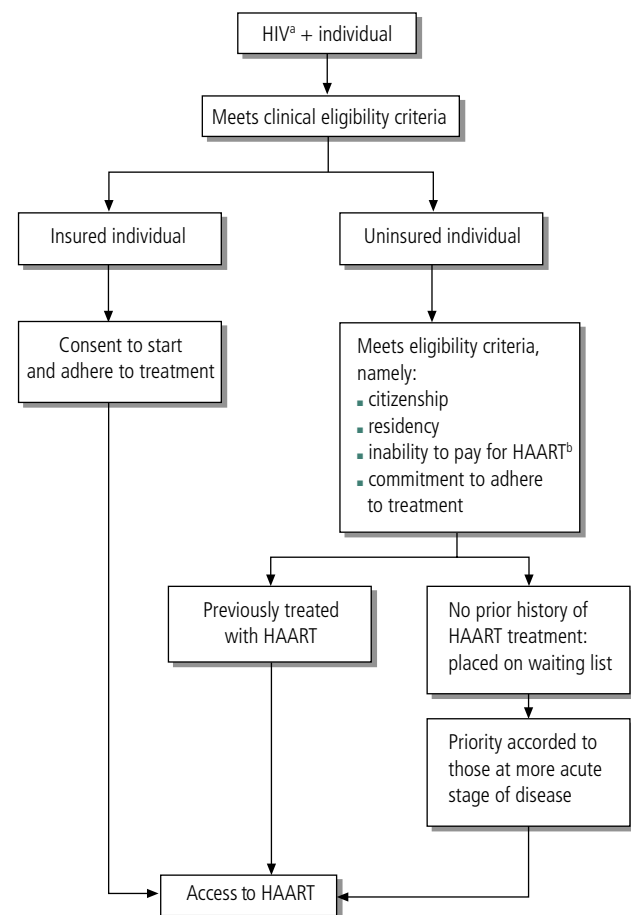 HIVᵃ + individual
Meets clinical eligibility criteria
Insured individual
Uninsured individual
Consent to start
and adhere to treatment
Meets eligibility criteria,
namely:
▪ citizenship
▪ residency
▪ inability to pay for HAARTᵇ
▪ commitment to adhere
to treatment
Previously treated
with HAART
No prior history of
HAART treatment:
placed on waiting list
Priority accorded to
those at more acute
stage of disease
Access to HAART